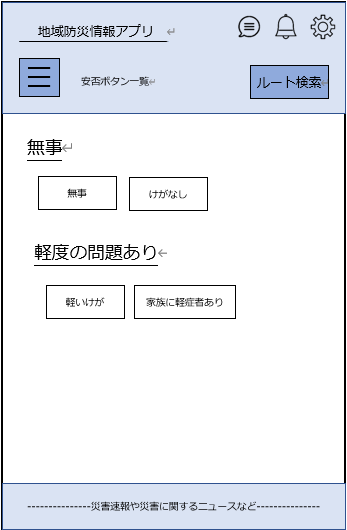 地域防災情報アプリ
安否ボタン一覧
ルート検索
無事
無事
けがなし
軽度の問題あり
軽いけが
家族に軽症者あり
---------------災害速報や災害に関するニュースなど---------------